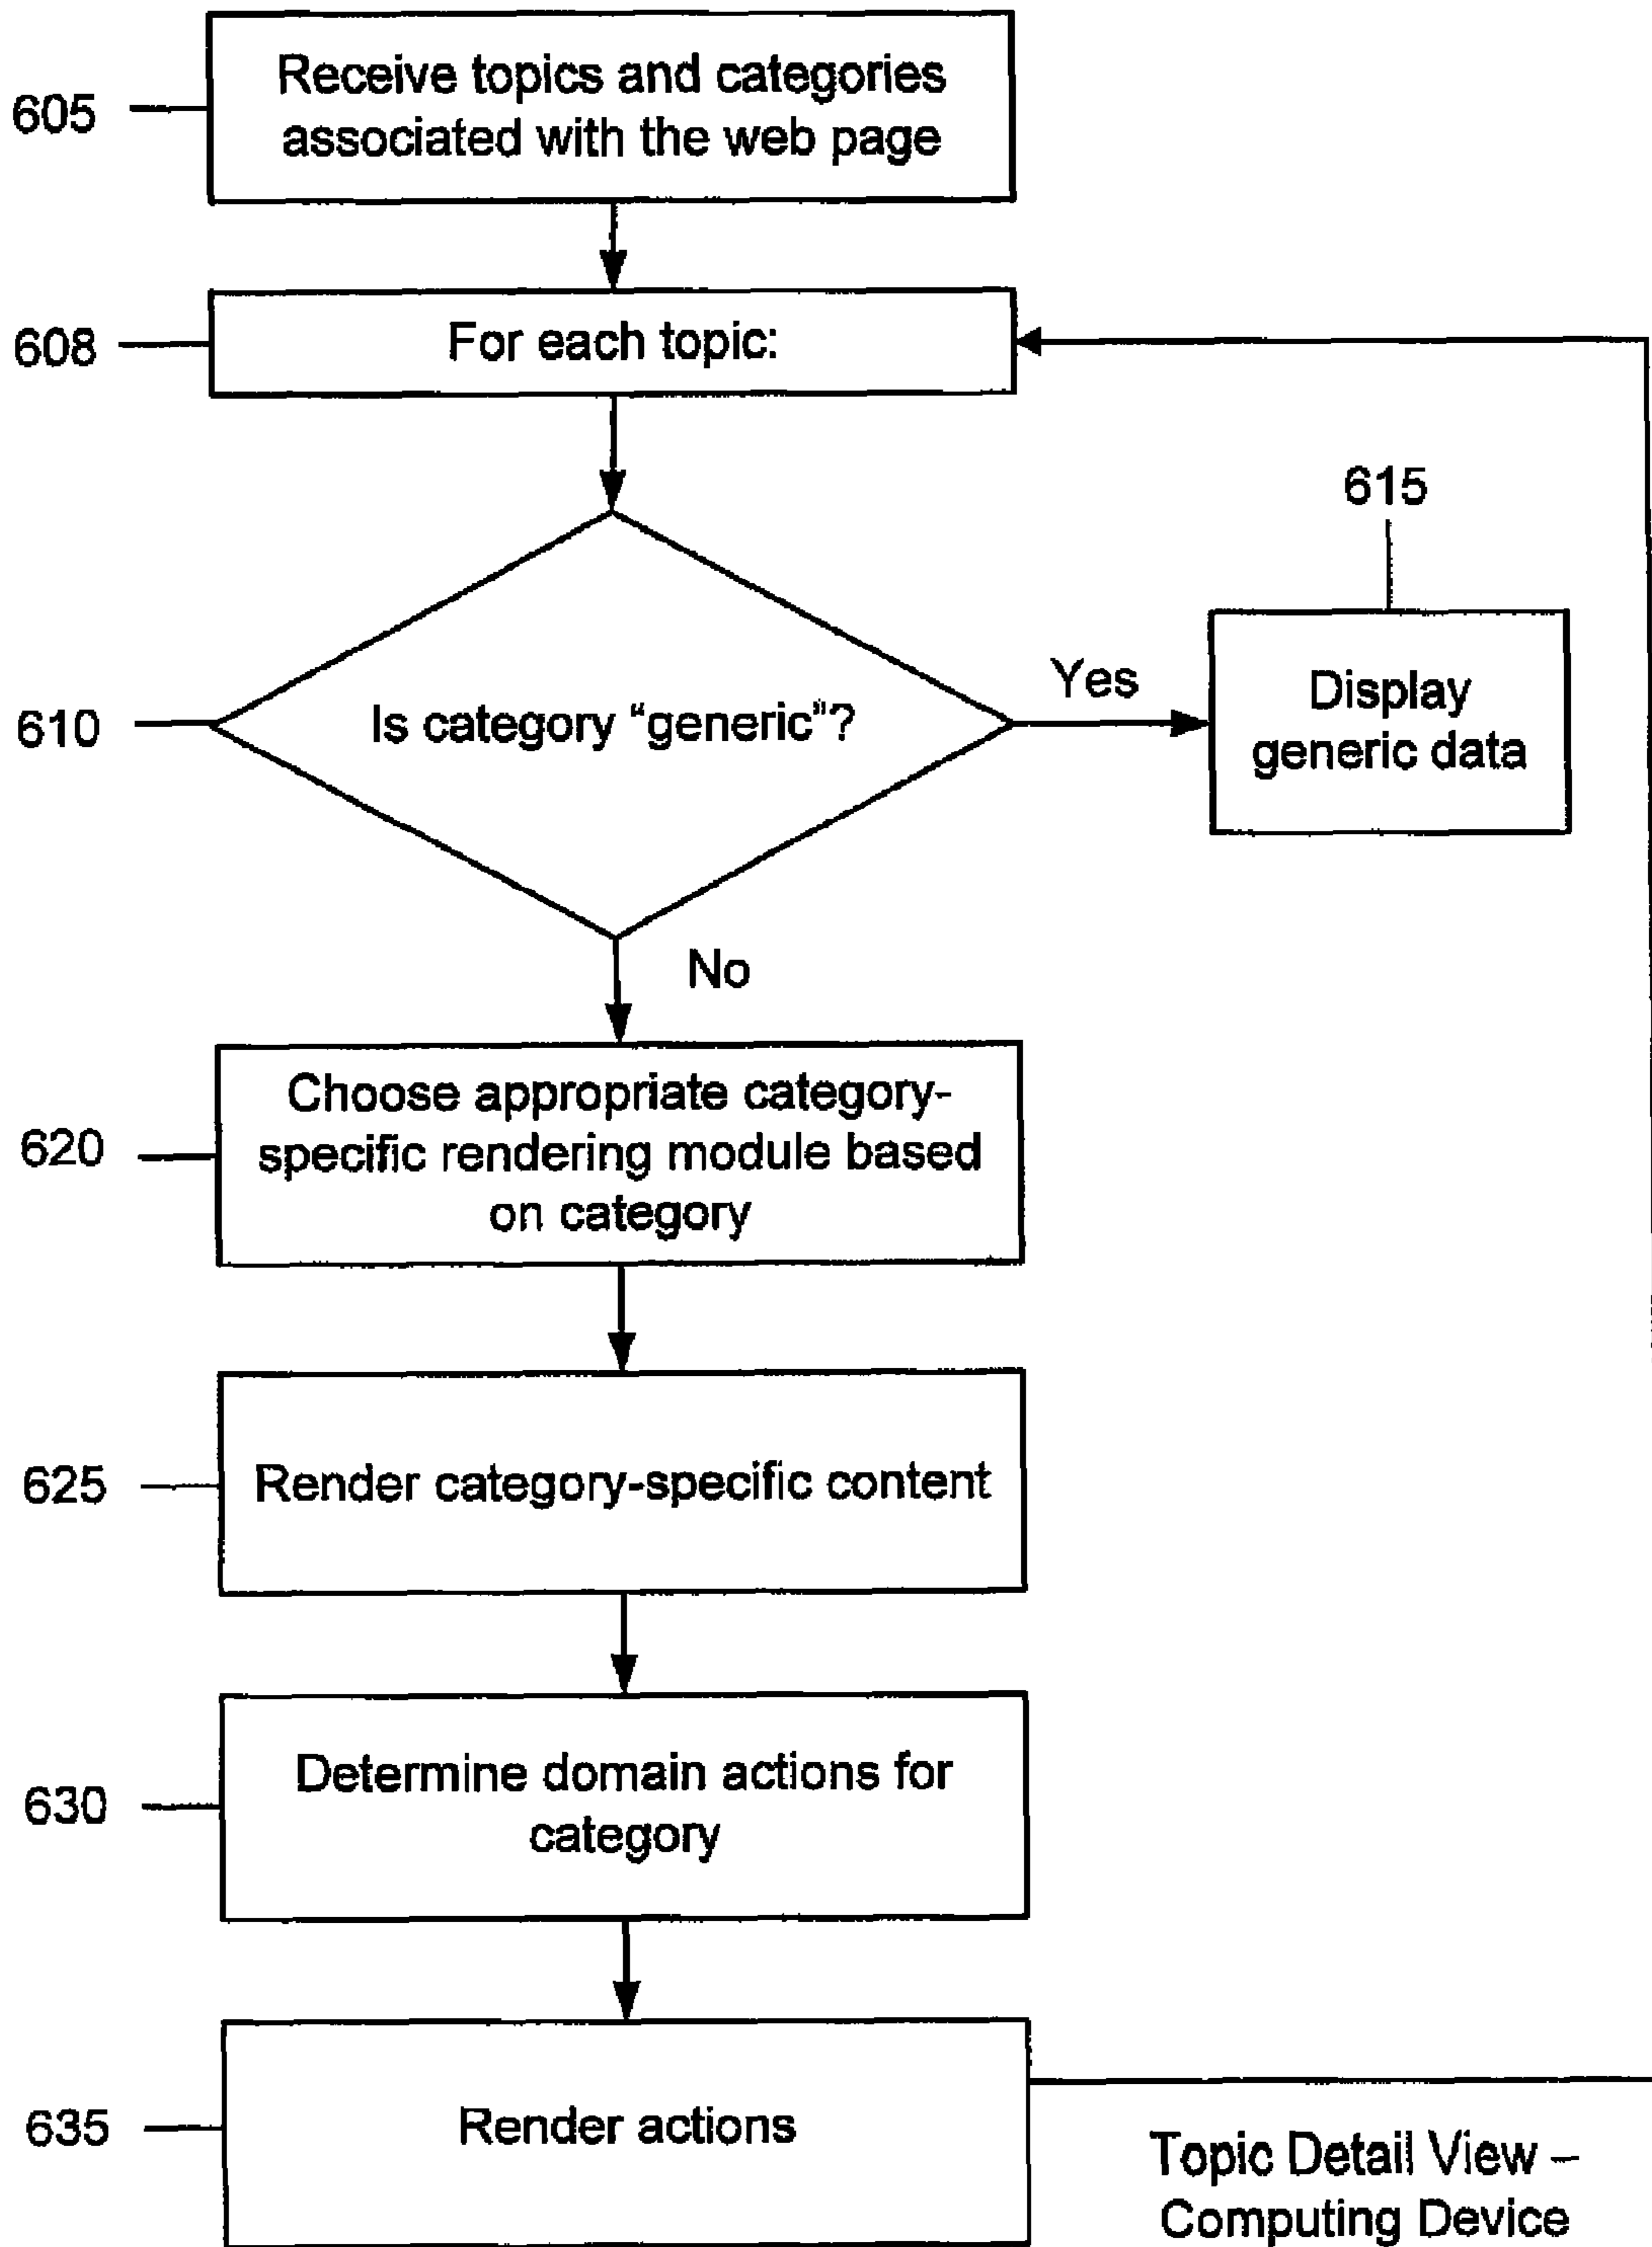 605
Receive topics and categories
associated with the web page
608
For each topic:
615
610
Is category “generic”?
Yes
Display
generic data
No
620
Choose appropriate category-
specific rendering module based
on category
625
Render category-specific content
630
Determine domain actions for
category
635
Render actions
Topic Detail View –
Computing Device